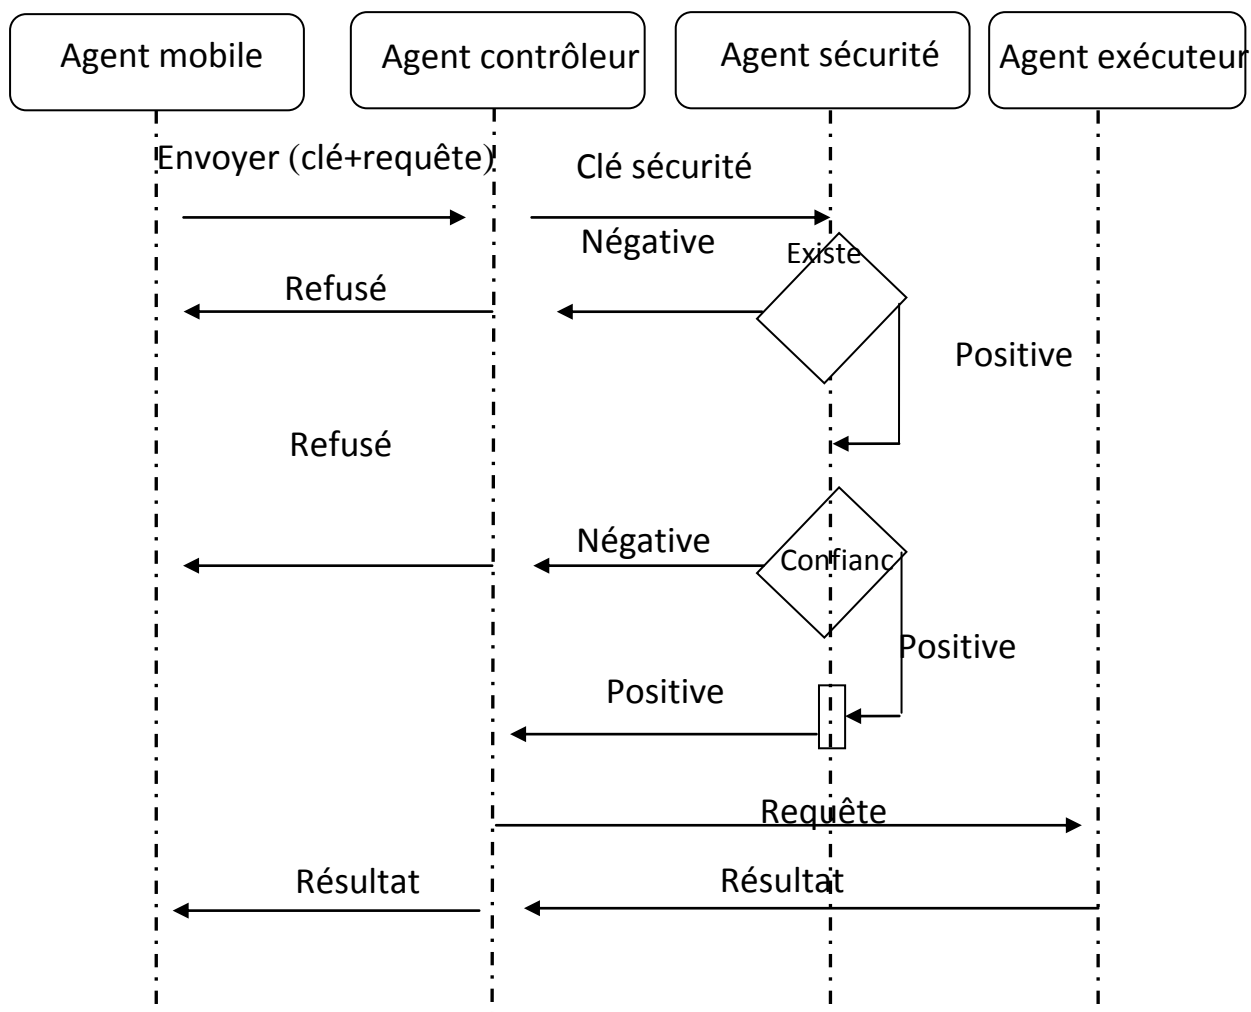 Agent mobile
Agent contrôleur
Agent sécurité
Agent exécuteur
Envoyer (clé+requête)
Clé sécurité
Négative
Existe
Refusé
Positive
Refusé
Négative
Confianc
Positive
Positive
Requête
Résultat
Résultat